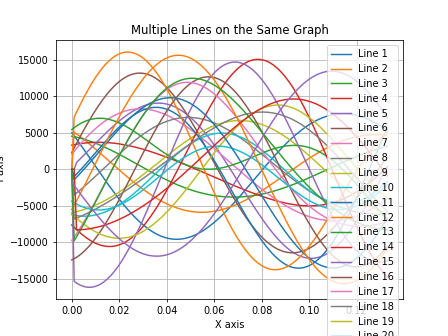 Multiple Lines on the Same Graph
15000
10000
5000
0
−5000
−10000
−15000
0.00
0.02
0.04
0.06
0.08
0.10
X axis
axis
Line 1
Line 2
Line 3
Line 4
Line 5
Line 6
Line 7
Line 8
Line 9
Line 10
Line 11
Line 12
Line 13
Line 14
Line 15
Line 16
Line 17
Line 18
Line 19
Line 20